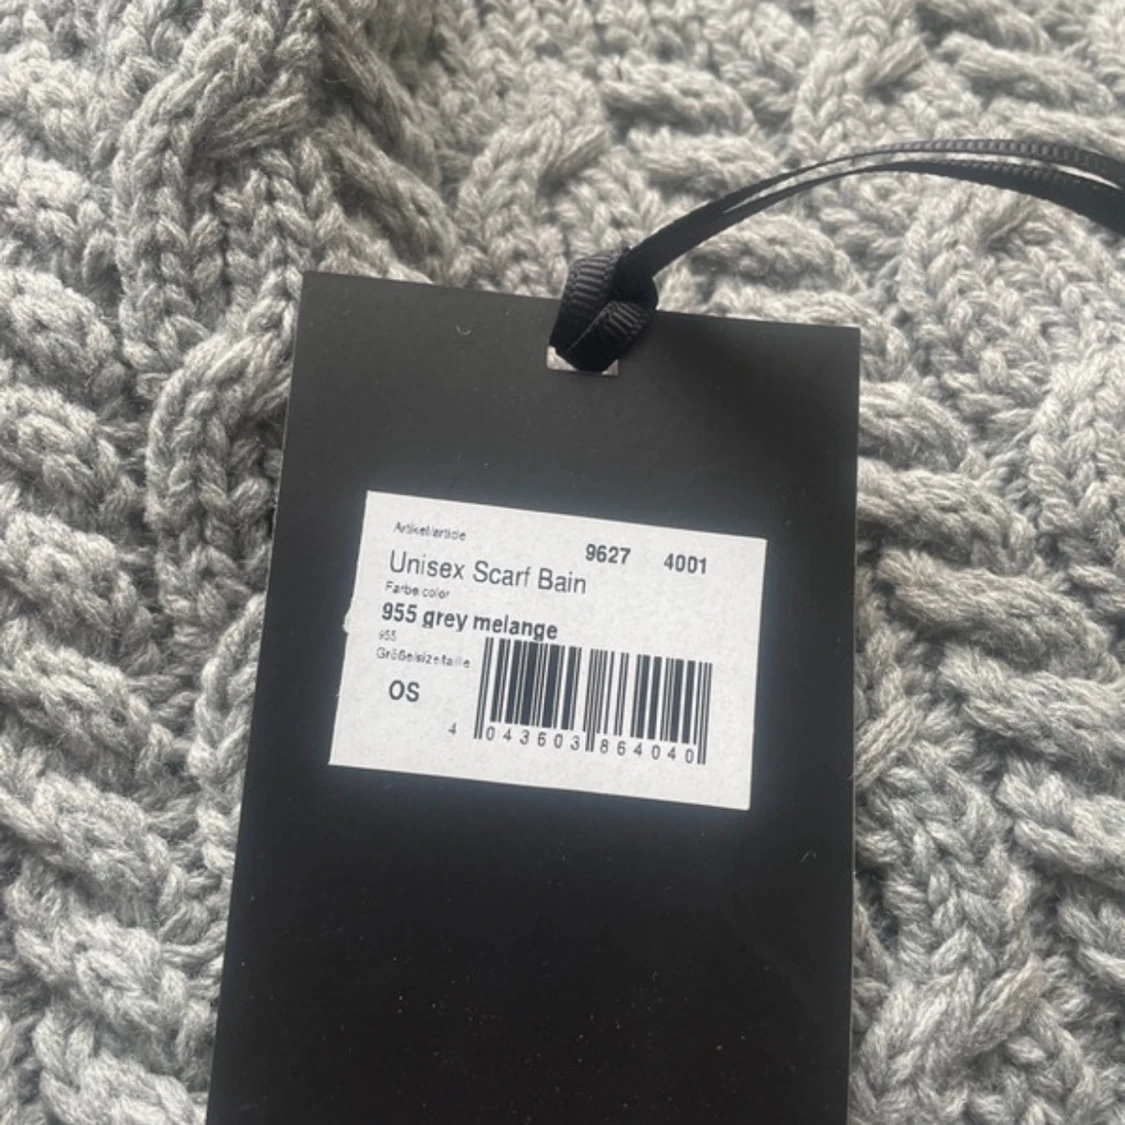 Artikel/article
9627 4001
Unisex Scarf Bain
Farbe/color
955 grey melange
955
Größe/size/taille
OS
4 043603 864040